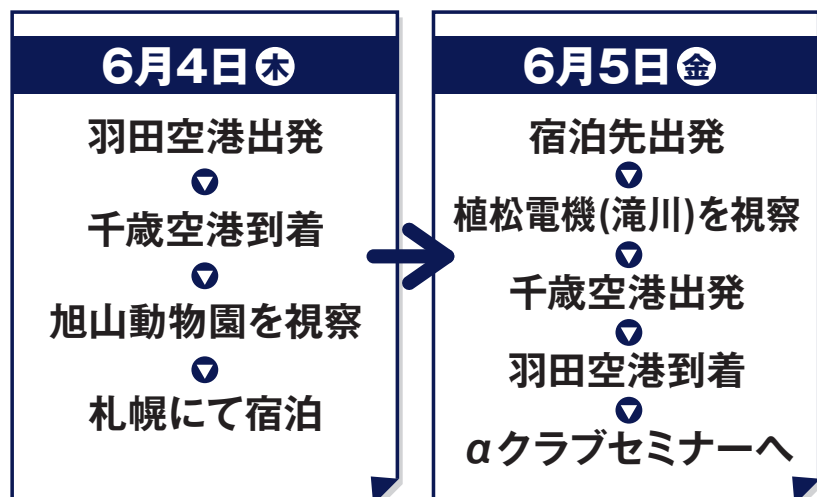 6月4日木
羽田空港出発
千歳空港到着
旭山動物園を視察
札幌にて宿泊
6月5日金
宿泊先出発
植松電機(滝川)を視察
千歳空港出発
羽田空港到着
αクラブセミナーへ